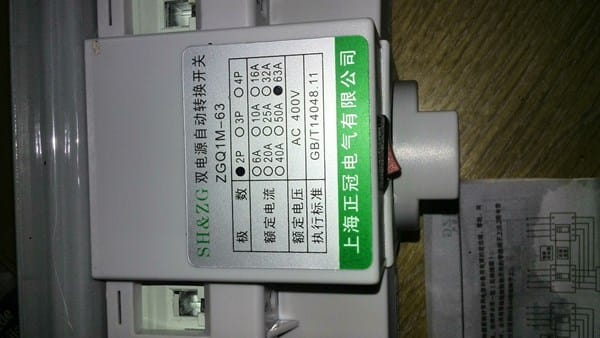 SH&ZG 双电源自动转换开关
ZGQ1M-63
极 数 ●2P ○3P ○4P
额定电流 ○6A ○10A ○16A
○20A ○25A ○32A
○40A ○50A ●63A
额定电压 AC 400V
执行标准 GB/T14048.11
上海正冠电气有限公司